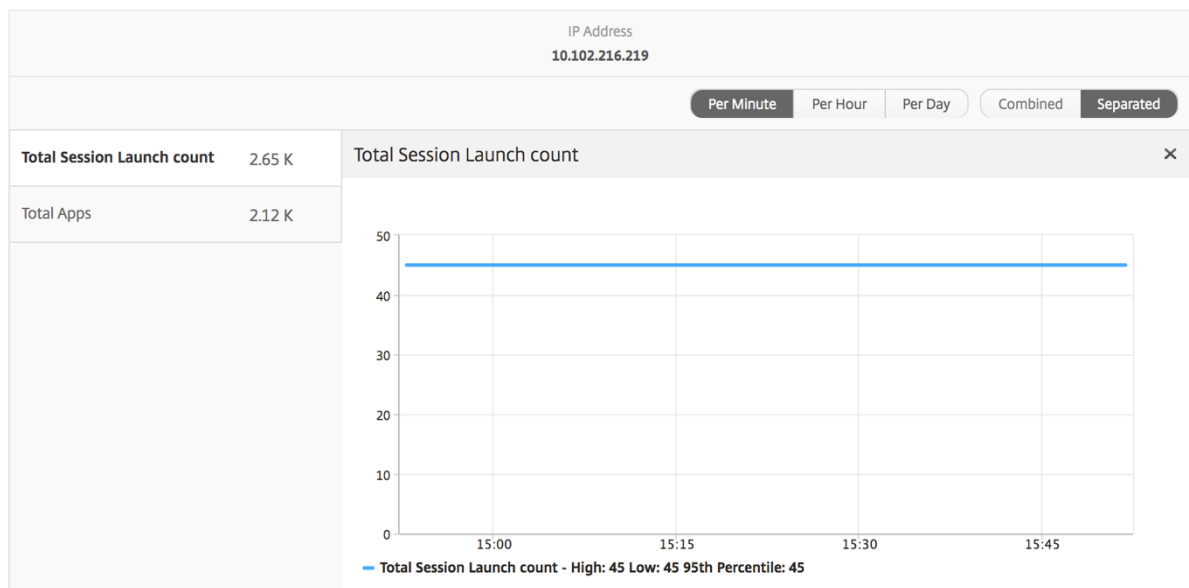 IP Address
10.102.216.219
Per Minute Per Hour Per Day Combined Separated
Total Session Launch count 2.65 K
Total Apps 2.12 K
Total Session Launch count ×
50
40
30
20
10
0
15:00 15:15 15:30 15:45
Total Session Launch count - High: 45 Low: 45 95th Percentile: 45